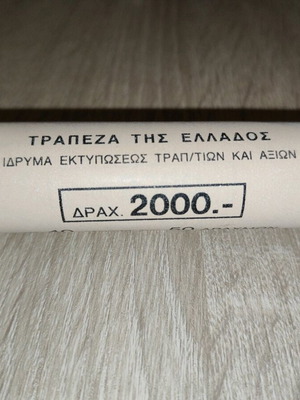 ΤΡΑΠΕΖΑ ΤΗΣ ΕΛΛΑΔΟΣ
ΙΔΡΥΜΑ ΕΚΤΥΠΩΣΕΩΣ ΤΡΑΠ/ΤΙΩΝ ΚΑΙ ΑΞΙΩΝ
ΔΡΑΧ. 2000.-